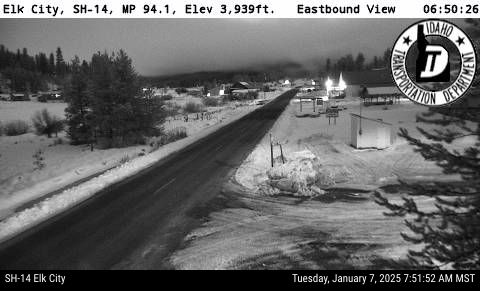 Elk City, SH-14, MP 94.1, Elev 3,939ft. Eastbound View 06:50:26
IDAHO
TRANSPORTATION DEPARTMENT
SH-14 Elk City Tuesday, January 7, 2025 7:51:52 AM MST